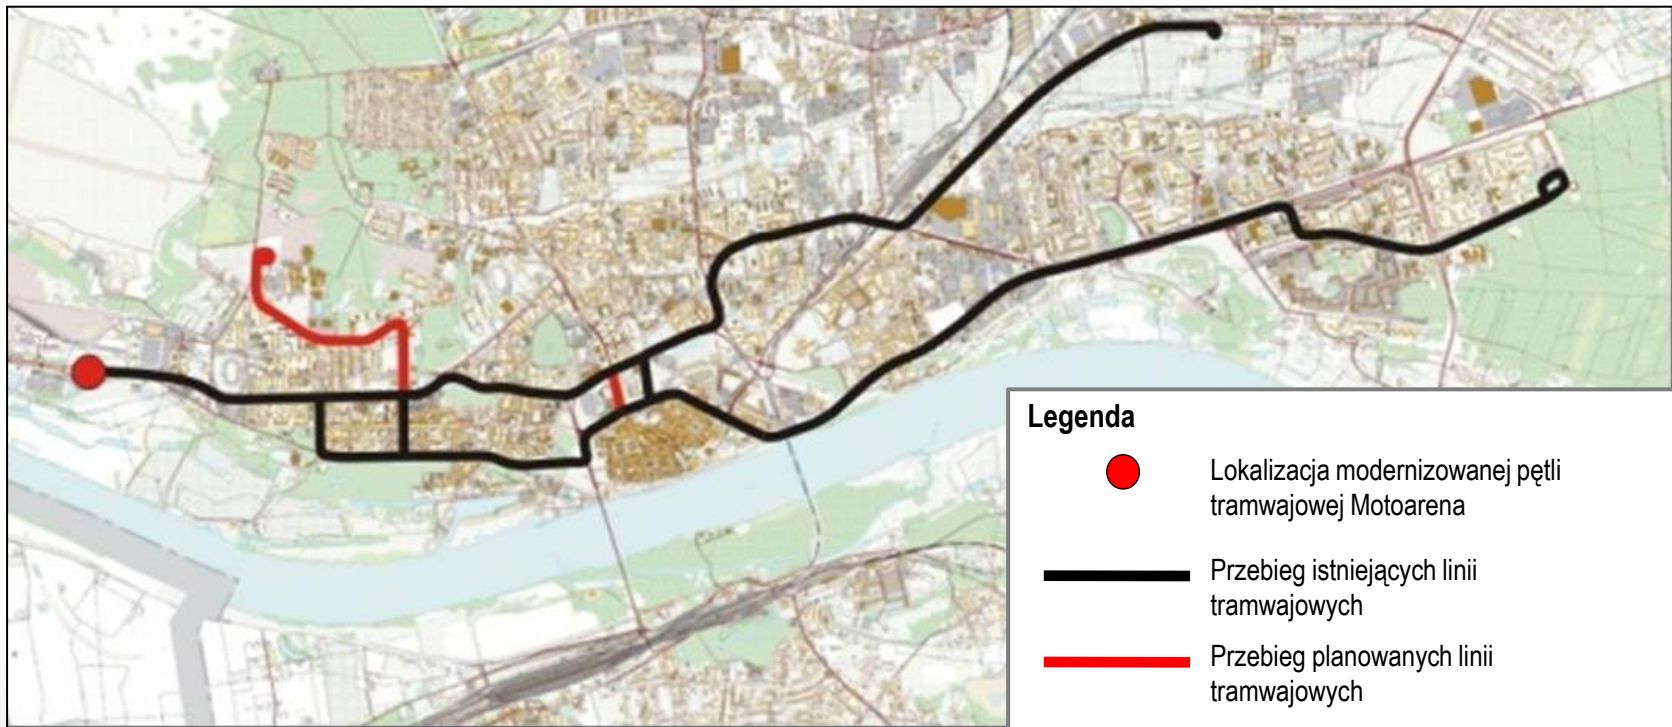 Legenda
Lokalizacja modernizowanej pętli
tramwajowej Motoarena
Przebieg istniejących linii
tramwajowych
Przebieg planowanych linii
tramwajowych